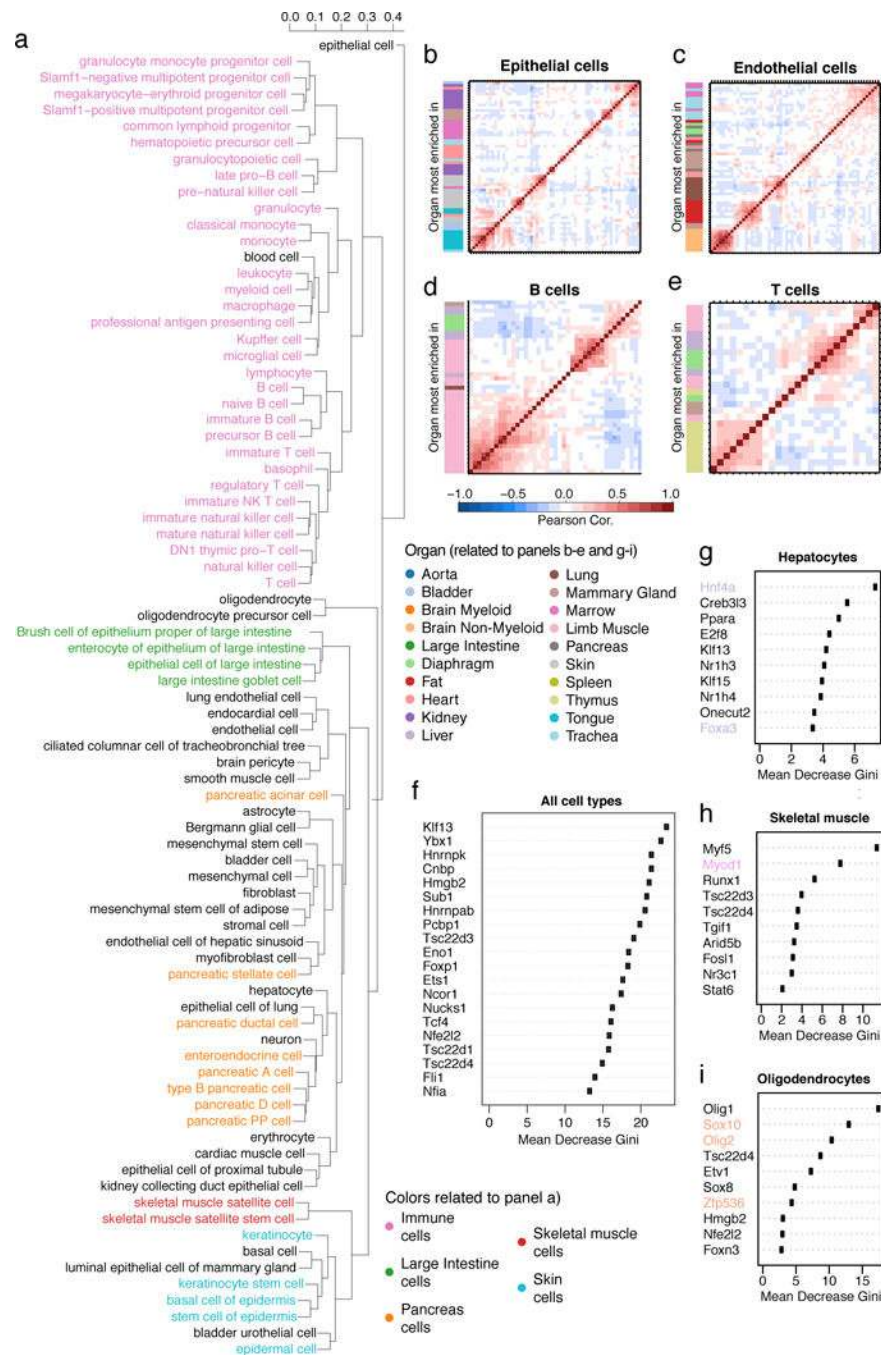 a
0.0 0.1 0.2 0.3 0.4
epithelial cell
granulocyte monocyte progenitor cell
Slamf1−negative multipotent progenitor cell
megakaryocyte−erythroid progenitor cell
Slamf1−positive multipotent progenitor cell
common lymphoid progenitor
hematopoietic precursor cell
granulocytopoietic cell
late pro−B cell
pre−natural killer cell
granulocyte
classical monocyte
monocyte
blood cell
leukocyte
myeloid cell
macrophage
professional antigen presenting cell
Kupffer cell
microglial cell
lymphocyte
B cell
naive B cell
immature B cell
precursor B cell
immature T cell
basophil
regulatory T cell
immature NK T cell
immature natural killer cell
mature natural killer cell
DN1 thymic pro−T cell
natural killer cell
T cell
oligodendrocyte
oligodendrocyte precursor cell
Brush cell of epithelium proper of large intestine
enterocyte of epithelium of large intestine
epithelial cell of large intestine
large intestine goblet cell
lung endothelial cell
endocardial cell
endothelial cell
ciliated columnar cell of tracheobronchial tree
brain pericyte
smooth muscle cell
pancreatic acinar cell
astrocyte
Bergmann glial cell
mesenchymal stem cell
bladder cell
mesenchymal cell
fibroblast
mesenchymal stem cell of adipose
stromal cell
endothelial cell of hepatic sinusoid
myofibroblast cell
pancreatic stellate cell
hepatocyte
epithelial cell of lung
pancreatic ductal cell
neuron
enteroendocrine cell
pancreatic A cell
type B pancreatic cell
pancreatic D cell
pancreatic PP cell
erythrocyte
cardiac muscle cell
epithelial cell of proximal tubule
kidney collecting duct epithelial cell
skeletal muscle satellite cell
skeletal muscle satellite stem cell
keratinocyte
basal cell
luminal epithelial cell of mammary gland
keratinocyte stem cell
basal cell of epidermis
stem cell of epidermis
bladder urothelial cell
epidermal cell
b
Epithelial cells
Organ most enriched in
c
Endothelial cells
Organ most enriched in
d
B cells
Organ most enriched in
e
T cells
Organ most enriched in
−1.0 −0.5 0.0 0.5 1.0
Pearson Cor.
Organ (related to panels b-e and g-i)
Aorta
Bladder
Brain Myeloid
Brain Non-Myeloid
Large Intestine
Diaphragm
Fat
Heart
Kidney
Liver
Lung
Mammary Gland
Marrow
Limb Muscle
Pancreas
Skin
Spleen
Thymus
Tongue
Trachea
f
All cell types
Klf13
Ybx1
Hnrnpk
Cnbp
Hmgb2
Sub1
Hnrnpab
Pcbp1
Tsc22d3
Eno1
Foxp1
Ets1
Ncor1
Nucks1
Tcf4
Nfe2l2
Tsc22d1
Tsc22d4
Fli1
Nfia
0 5 10 15 20
Mean Decrease Gini
g
Hepatocytes
Hnf4a
Creb3l3
Ppara
E2f8
Klf13
Nr1h3
Klf15
Nr1h4
Onecut2
Foxa3
0 2 4 6
Mean Decrease Gini
h
Skeletal muscle
Myf5
Myod1
Runx1
Tsc22d3
Tsc22d4
Tgif1
Arid5b
Fosl1
Nr3c1
Stat6
0 2 4 6 8 10
Mean Decrease Gini
i
Oligodendrocytes
Olig1
Sox10
Olig2
Tsc22d4
Etv1
Sox8
Zfp536
Hmgb2
Nfe2l2
Foxn3
0 5 10 15
Mean Decrease Gini
Colors related to panel a)
Immune
cells
Large Intestine
cells
Pancreas
cells
Skeletal muscle
cells
Skin
cells